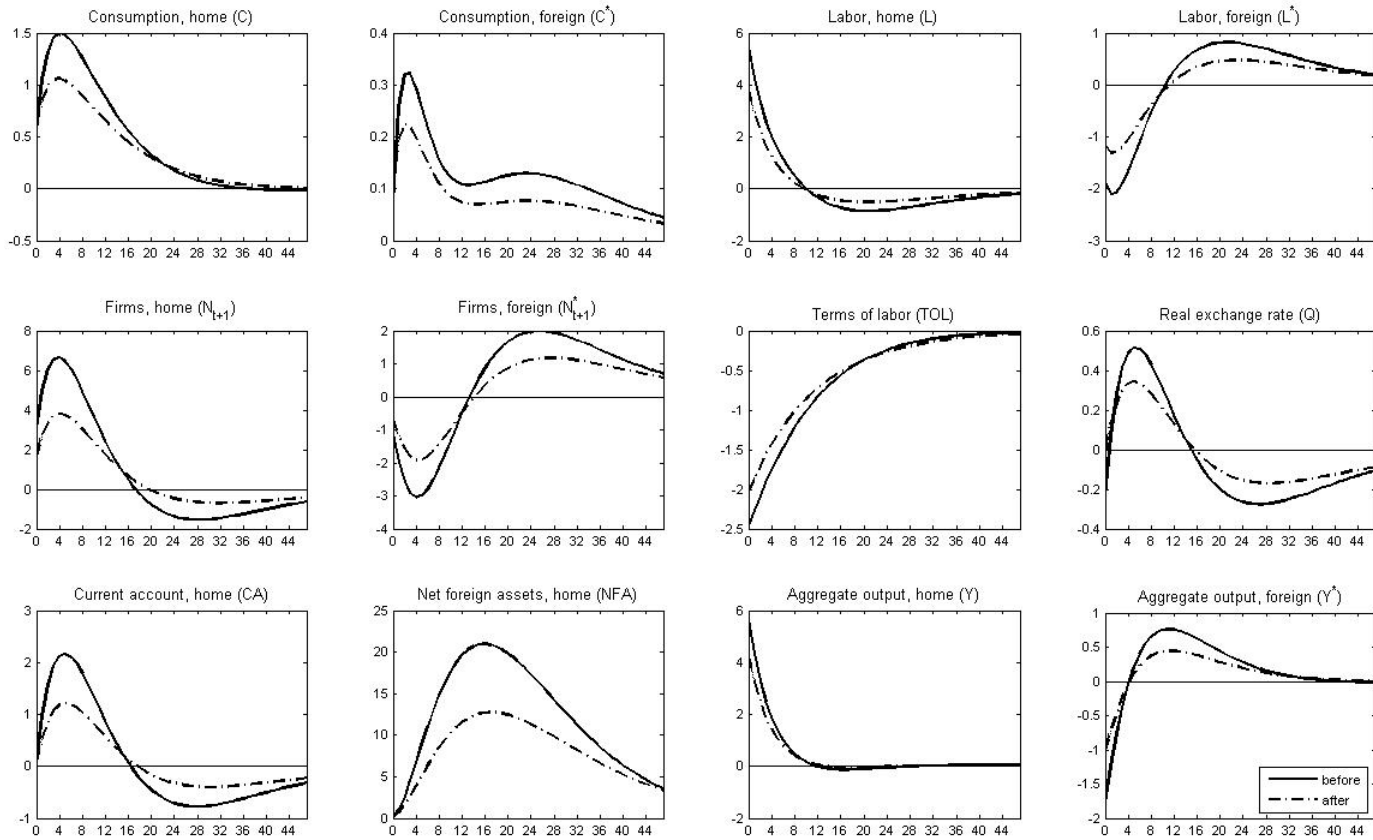 Consumption, home (C)
1.5
1
0.5
0
-0.5
0 4 8 12 16 20 24 28 32 36 40 44
Consumption, foreign (C*)
0.4
0.3
0.2
0.1
0
0 4 8 12 16 20 24 28 32 36 40 44
Labor, home (L)
6
4
2
0
-2
0 4 8 12 16 20 24 28 32 36 40 44
Labor, foreign (L*)
1
0
-1
-2
-3
0 4 8 12 16 20 24 28 32 36 40 44
Firms, home (N_{t+1})
8
6
4
2
0
-2
0 4 8 12 16 20 24 28 32 36 40 44
Firms, foreign (N*_{t+1})
2
1
0
-1
-2
-3
-4
0 4 8 12 16 20 24 28 32 36 40 44
Terms of labor (TOL)
0
-0.5
-1
-1.5
-2
-2.5
0 4 8 12 16 20 24 28 32 36 40 44
Real exchange rate (Q)
0.6
0.4
0.2
0
-0.2
-0.4
0 4 8 12 16 20 24 28 32 36 40 44
Current account, home (CA)
3
2
1
0
-1
0 4 8 12 16 20 24 28 32 36 40 44
Net foreign assets, home (NFA)
25
20
15
10
5
0
0 4 8 12 16 20 24 28 32 36 40 44
Aggregate output, home (Y)
6
4
2
0
-2
0 4 8 12 16 20 24 28 32 36 40 44
Aggregate output, foreign (Y*)
1
0.5
0
-0.5
-1
-1.5
-2
0 4 8 12 16 20 24 28 32 36 40 44
before
after